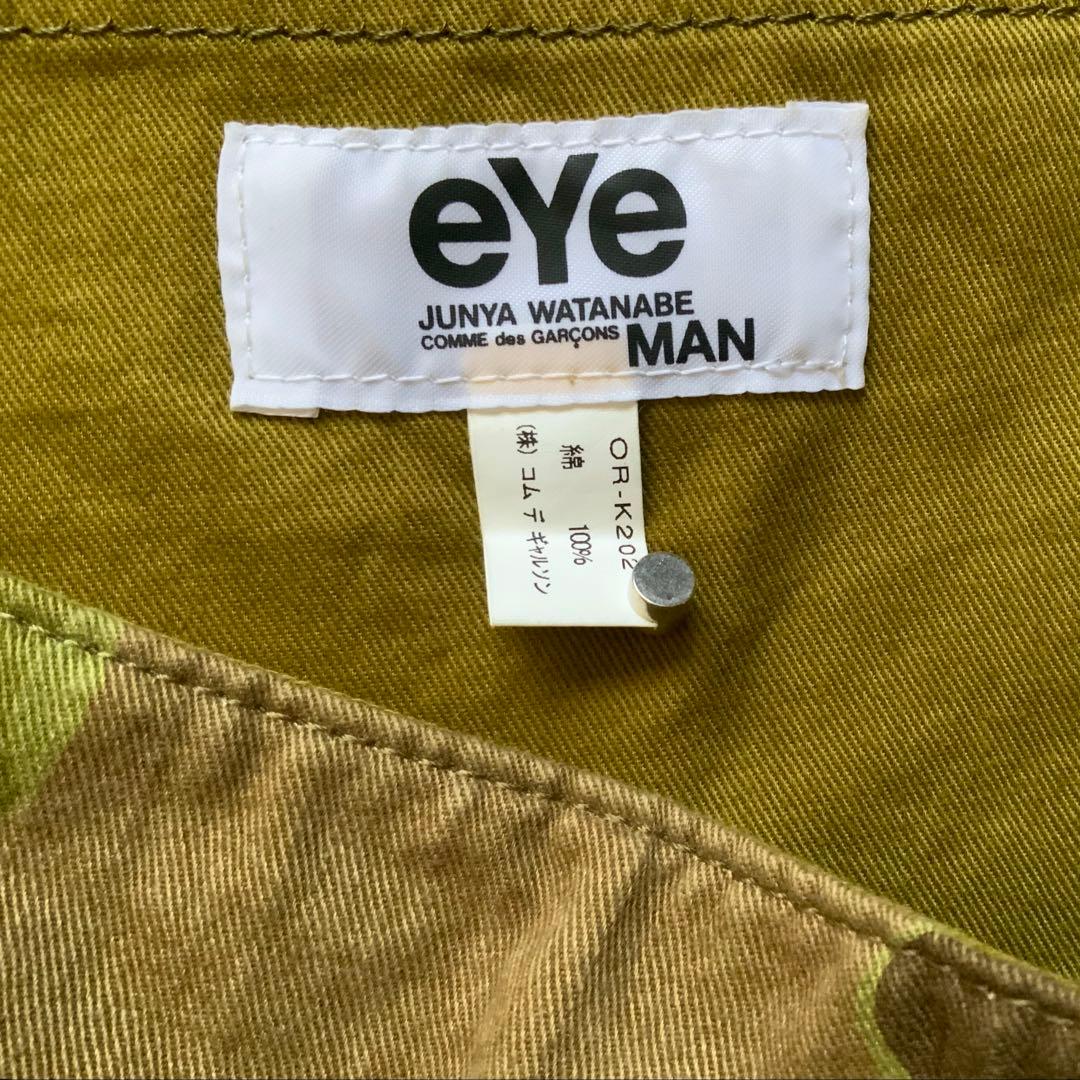 eYe
JUNYA WATANABE
COMME des GARÇONS MAN
OR-K202
綿 100%
(株) コム デ ギャルソン